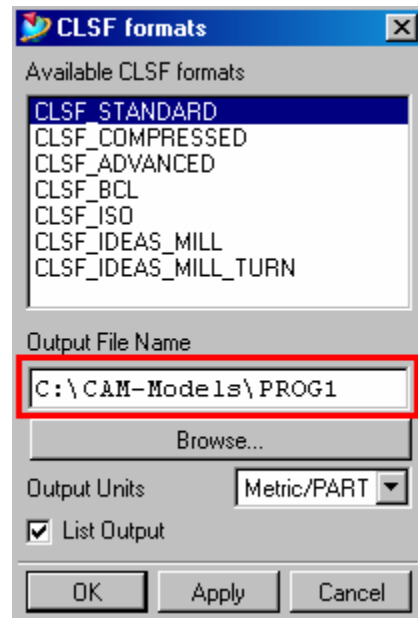 CLSF formats
Available CLSF formats
CLSF_STANDARD
CLSF_COMPRESSED
CLSF_ADVANCED
CLSF_BCL
CLSF_ISO
CLSF_IDEAS_MILL
CLSF_IDEAS_MILL_TURN
Output File Name
C:\CAM-Models\PROG1
Browse...
Output Units Metric/PART
List Output
OK Apply Cancel